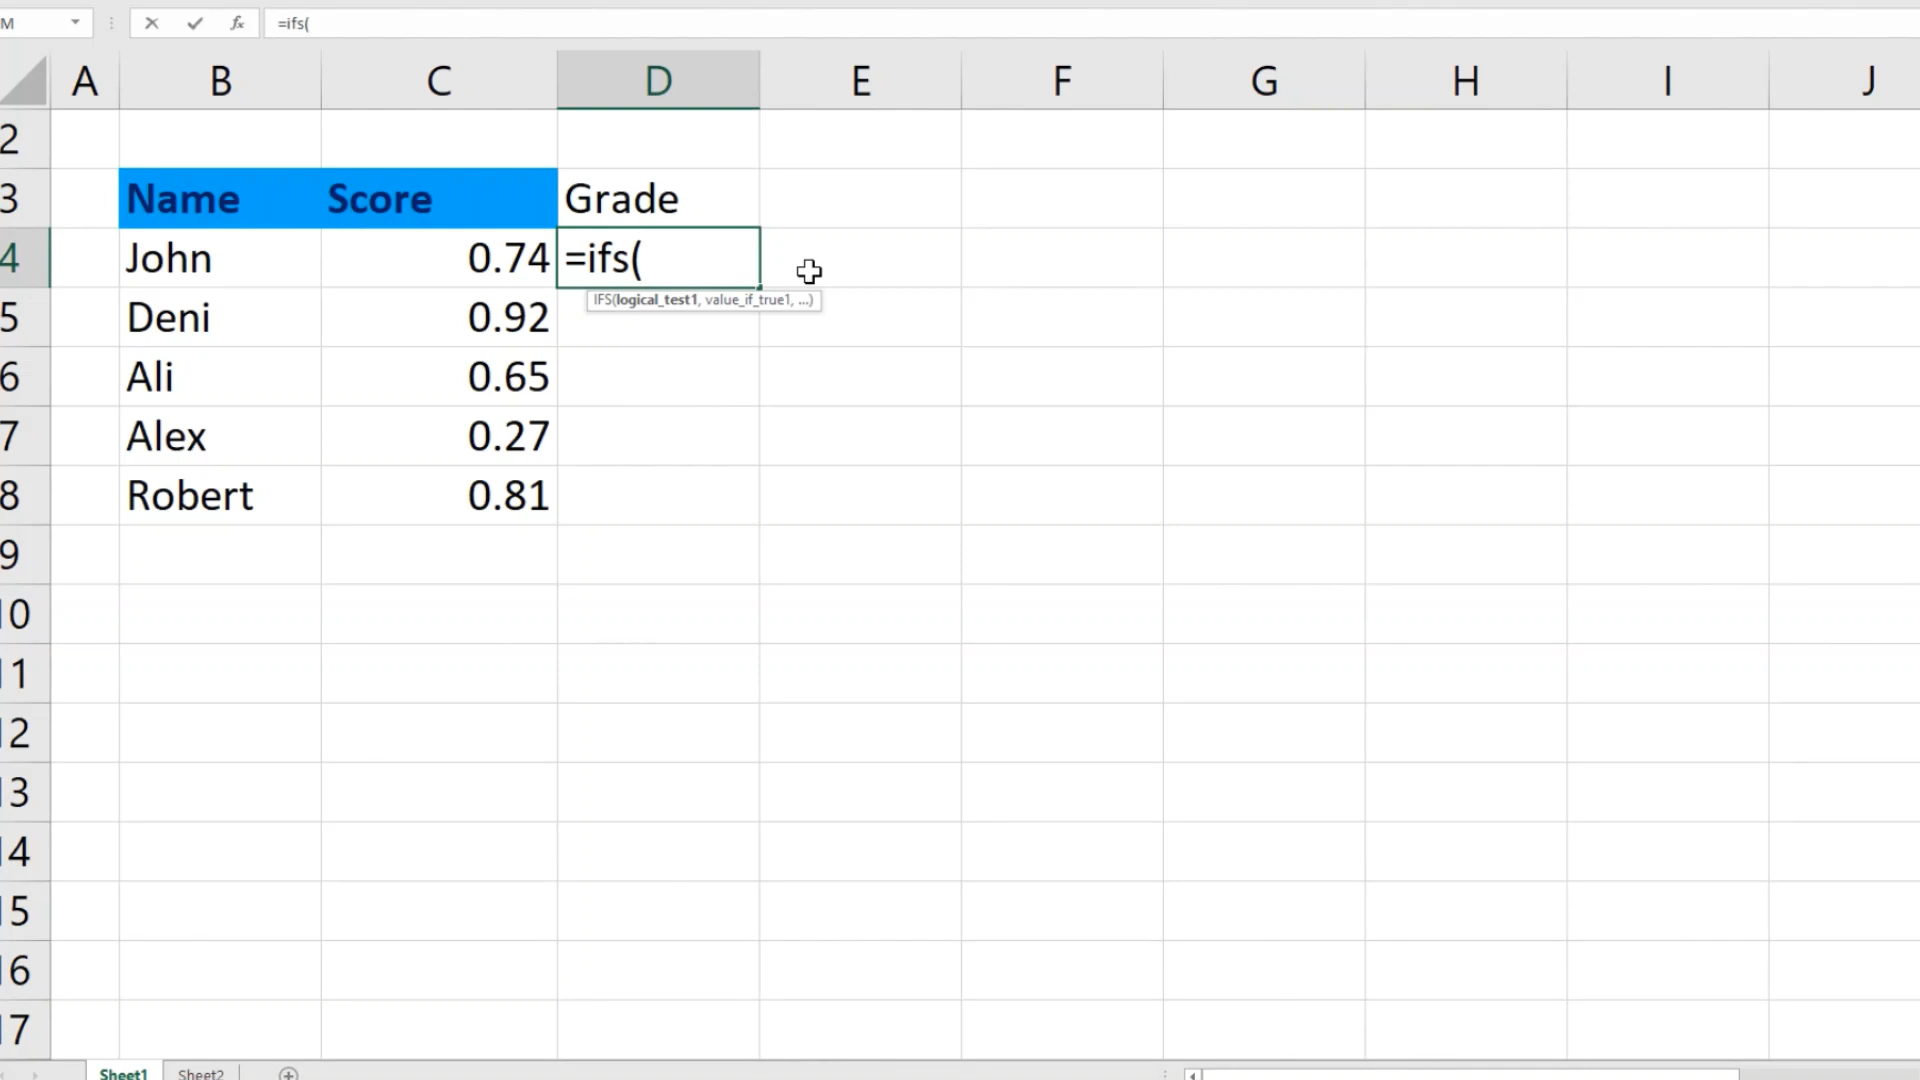 M =ifs(
A B C D E F G H I J
2
3 Name Score Grade
4 John 0.74 =ifs(
IFS(logical_test1, value_if_true1, ...)
5 Deni 0.92
6 Ali 0.65
7 Alex 0.27
8 Robert 0.81
9
10
11
12
13
14
15
16
17
Sheet1 Sheet2